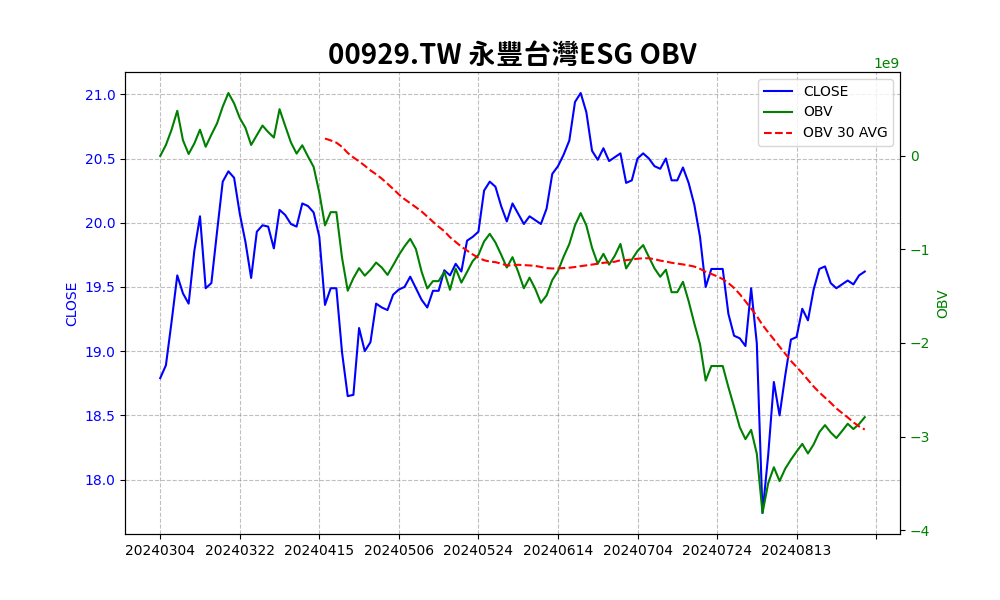 00929.TW 永豐台灣ESG OBV
1e9
CLOSE
OBV
OBV 30 AVG
21.0
20.5
20.0
19.5
19.0
18.5
18.0
CLOSE
0
−1
−2
−3
−4
OBV
20240304 20240322 20240415 20240506 20240524 20240614 20240704 20240724 20240813